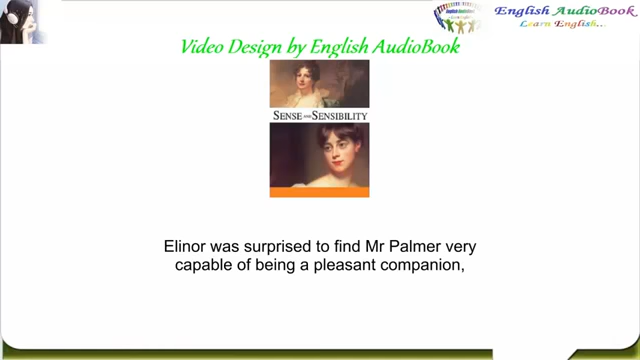 English AudioBook
Learn English...
Video Design by English AudioBook
SENSE AND SENSIBILITY
Elinor was surprised to find Mr Palmer very
capable of being a pleasant companion,